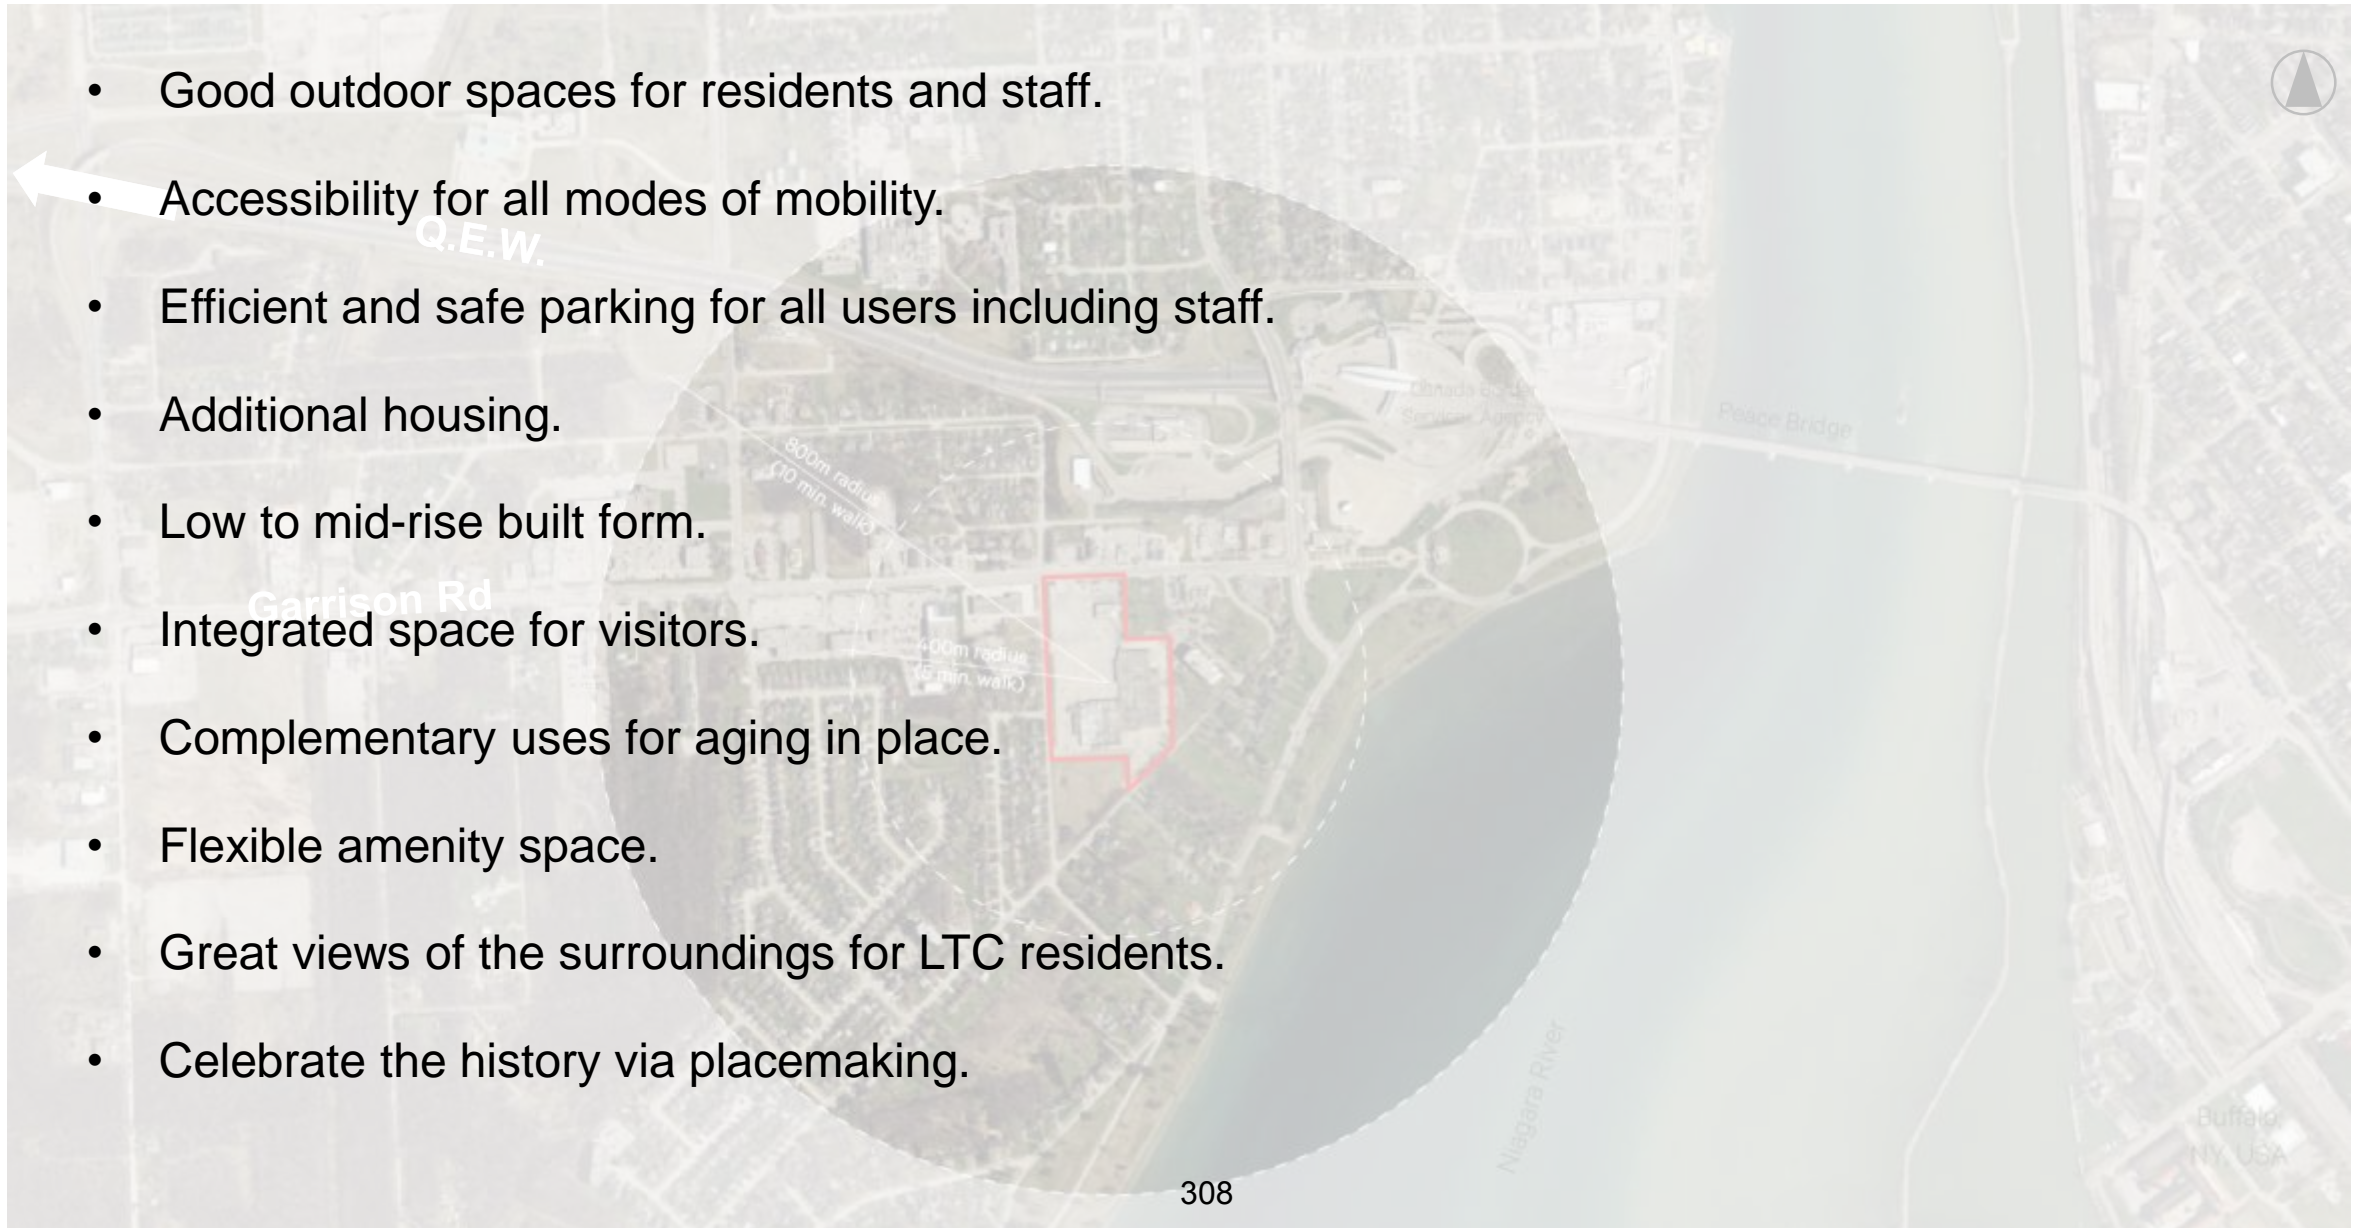 • Good outdoor spaces for residents and staff.
• Accessibility for all modes of mobility.
Q.E.W.
• Efficient and safe parking for all users including staff.
Canada Border
Services Agency
Peace Bridge
• Additional housing.
800m radius
(10 min. walk)
• Low to mid-rise built form.
Garrison Rd
• Integrated space for visitors.
400m radius
(5 min. walk)
• Complementary uses for aging in place.
• Flexible amenity space.
• Great views of the surroundings for LTC residents.
• Celebrate the history via placemaking.
Niagara River
Buffalo,
NY, USA
308